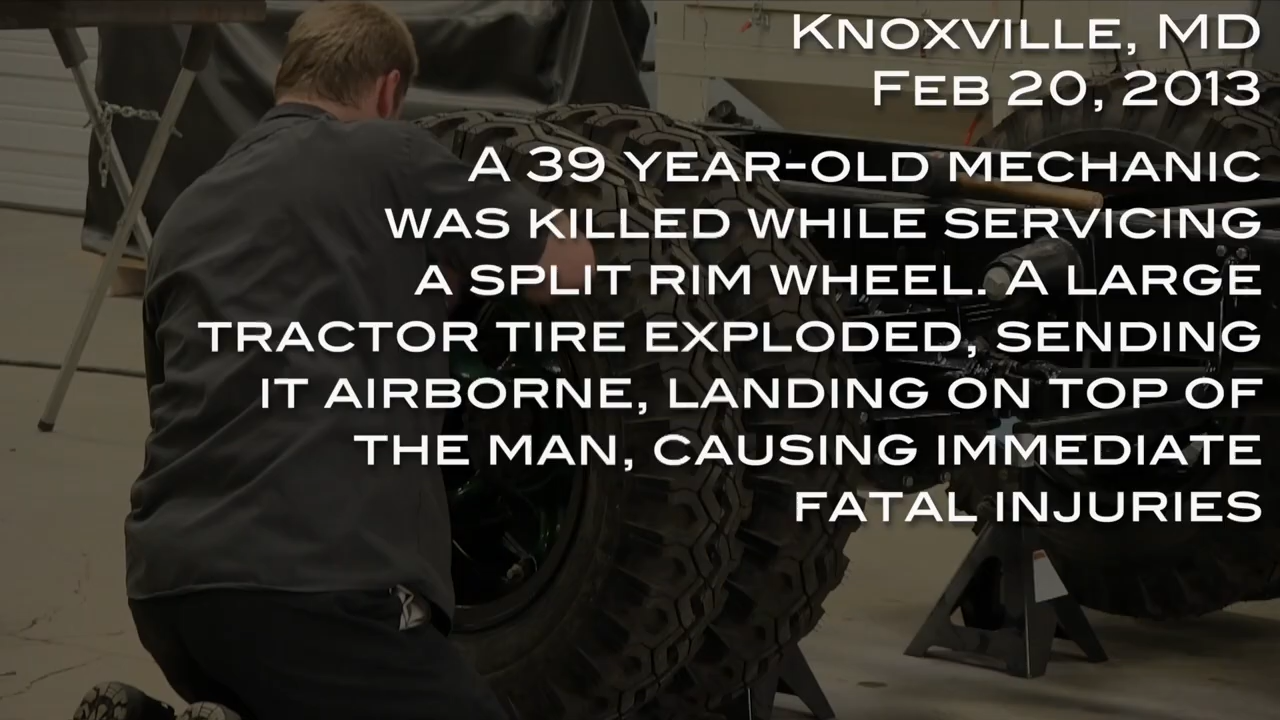 Knoxville, MD
Feb 20, 2013
A 39 year-old mechanic
was killed while servicing
a split rim wheel. A large
tractor tire exploded, sending
it airborne, landing on top of
the man, causing immediate
fatal injuries